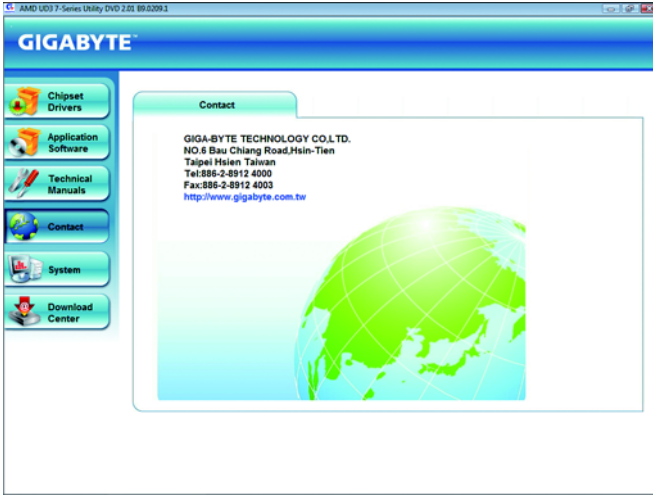 AMD UD3 7-Series Utility DVD 2.01 B9.0209.1
GIGABYTE™
Chipset
Drivers
Application
Software
Technical
Manuals
Contact
System
Download
Center
Contact
GIGA-BYTE TECHNOLOGY CO,LTD.
NO.6 Bau Chiang Road,Hsin-Tien
Taipei Hsien Taiwan
Tel:886-2-8912 4000
Fax:886-2-8912 4003
http://www.gigabyte.com.tw